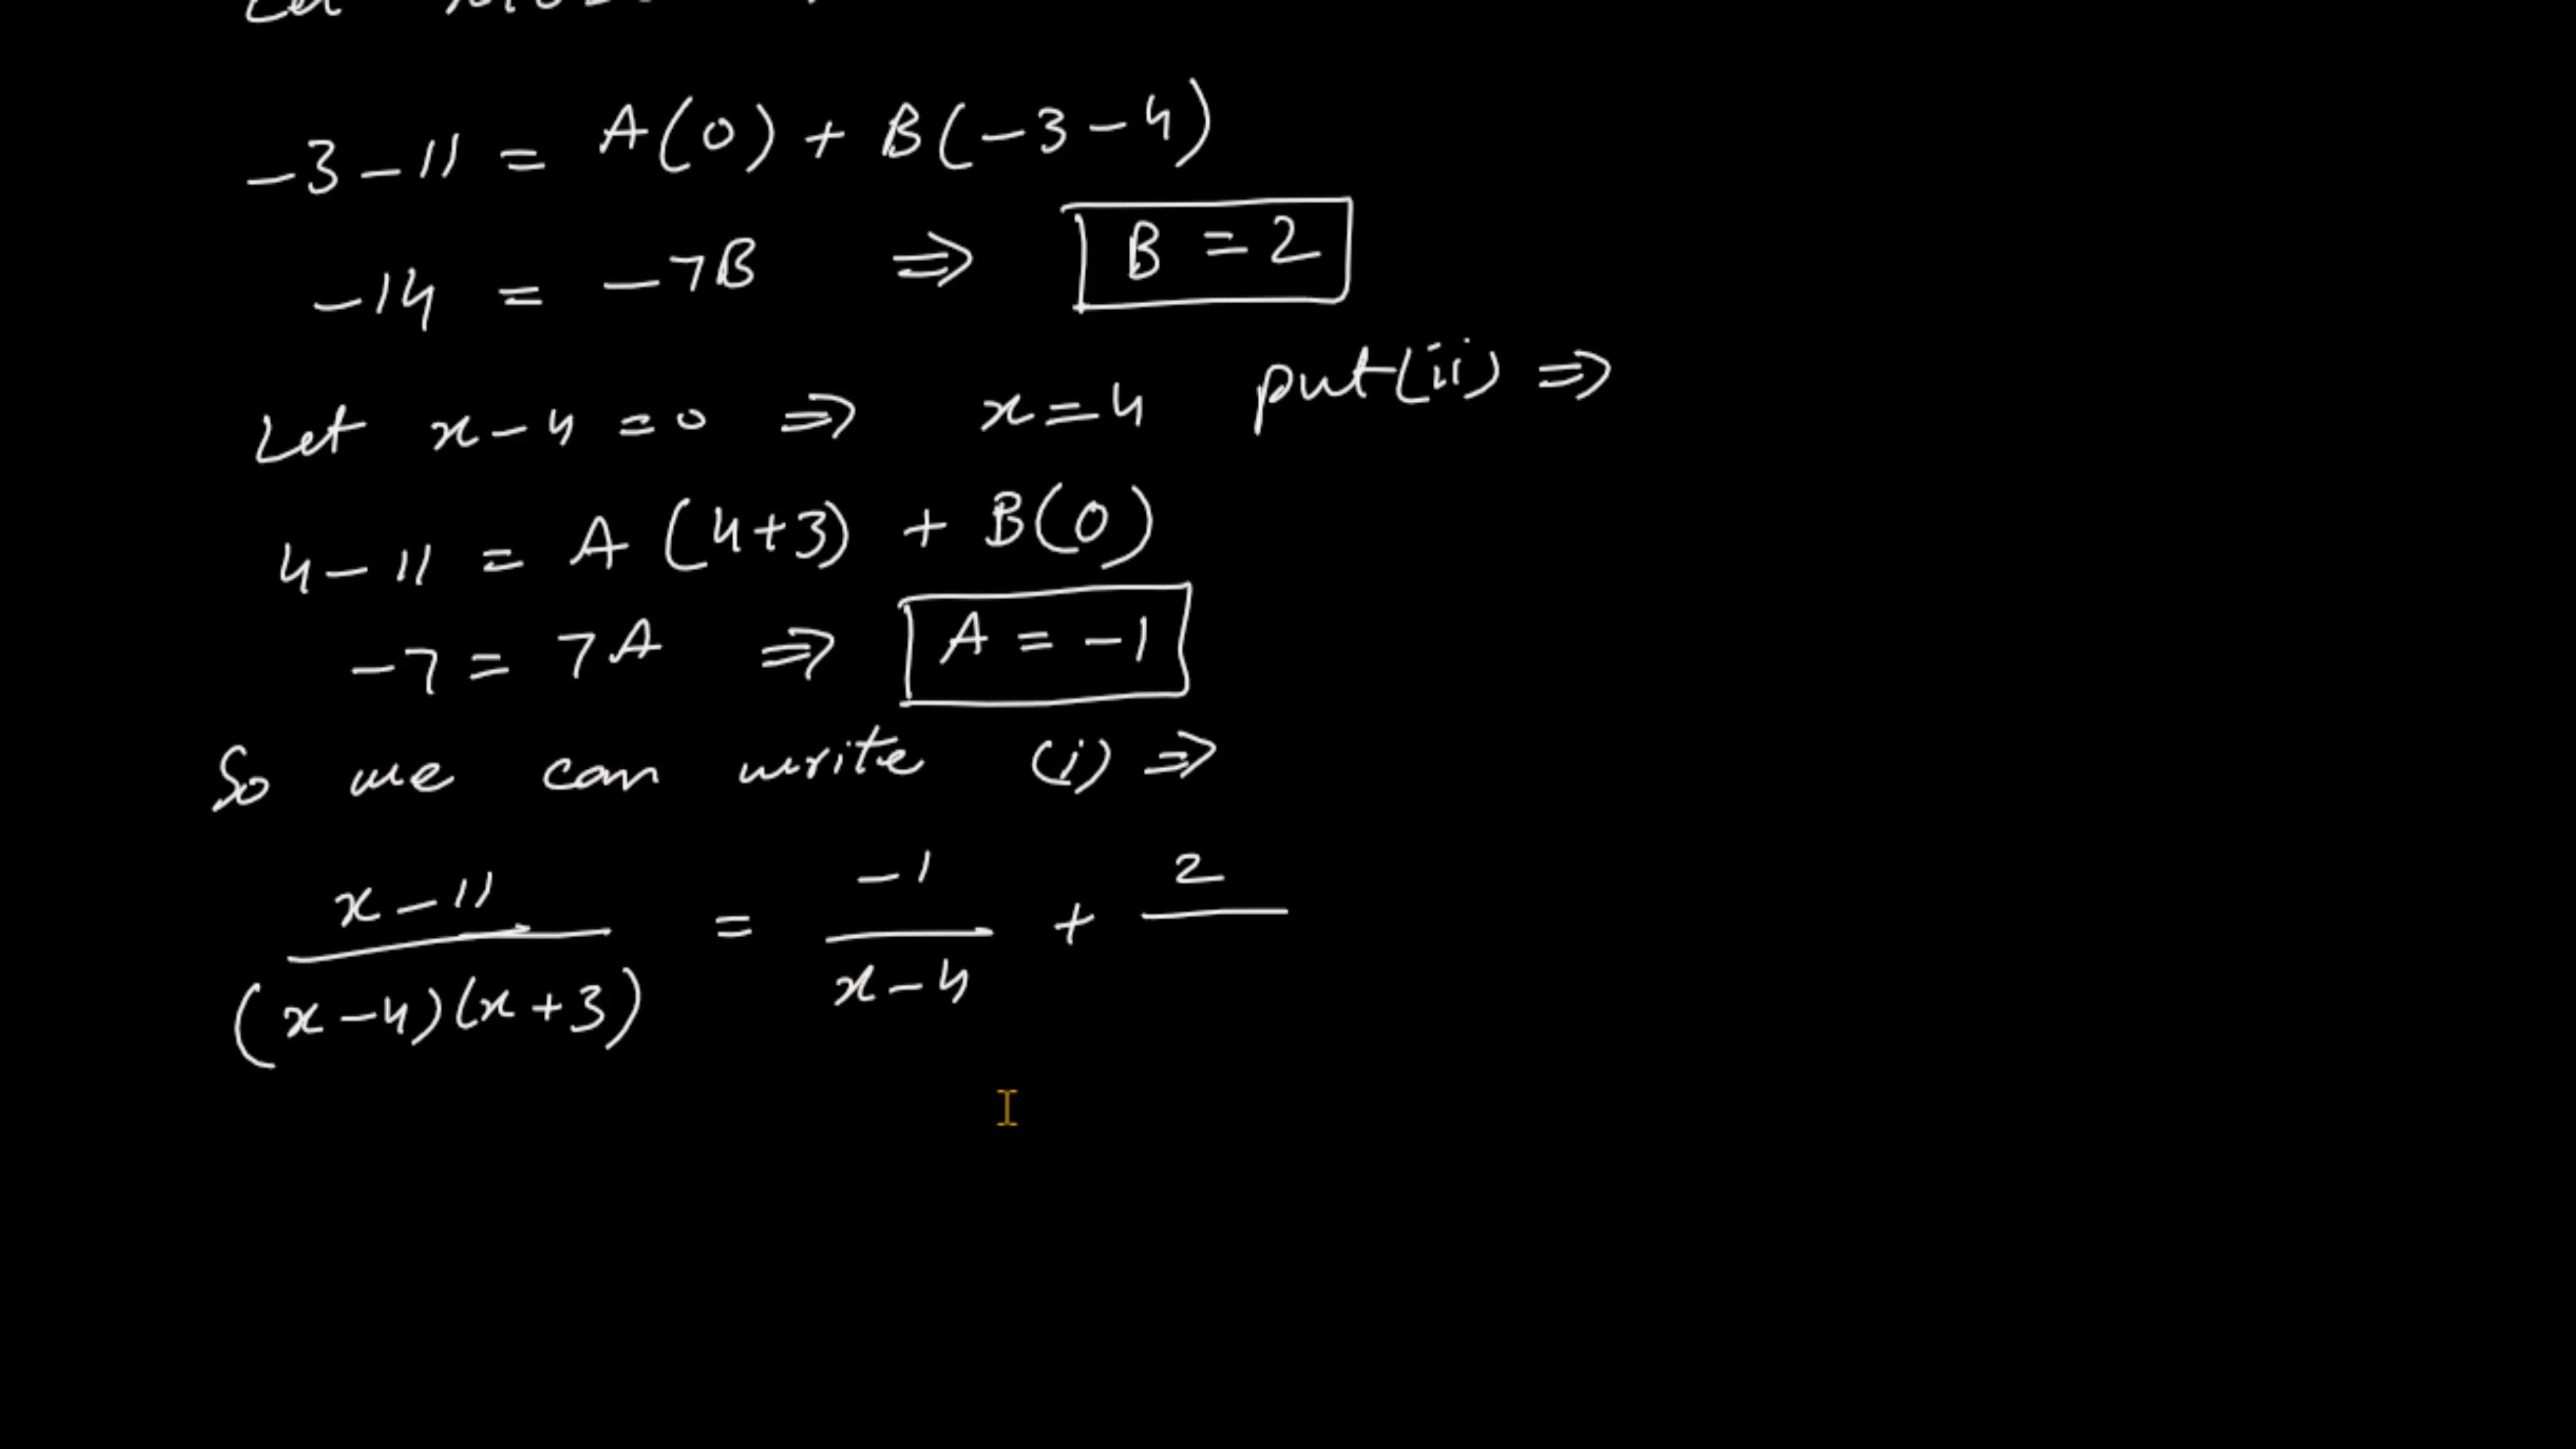 Let
-3-11 = A(0) + B(-3-4)
-14 = -7B ⇒ B = 2
Let x-4=0 ⇒ x=4 put(ii) ⇒
4-11 = A(4+3) + B(0)
-7 = 7A ⇒ A = -1
So we can write (i) ⇒
x-11 / (x-4)(x+3) = -1 / x-4 + 2 /